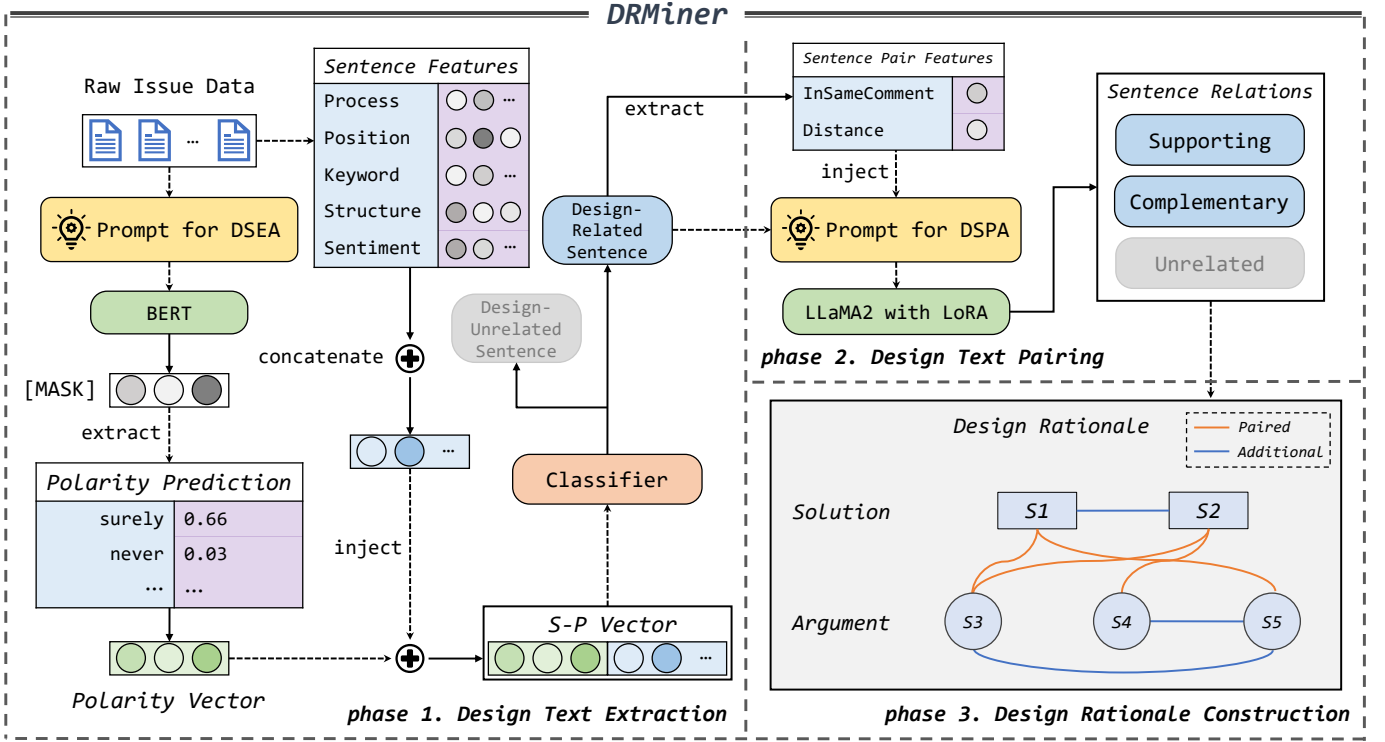 DRMiner
Raw Issue Data
...
Prompt for DSEA
BERT
[MASK]
extract
Polarity Prediction
surely 0.66
never 0.03
... ...
Polarity Vector
Sentence Features
Process ...
Position
Keyword ...
Structure
Sentiment ...
concatenate
...
inject
S-P Vector
...
Classifier
Design-
Unrelated
Sentence
Design-
Related
Sentence
phase 1. Design Text Extraction
extract
Sentence Pair Features
InSameComment
Distance
inject
Prompt for DSPA
LLaMA2 with LoRA
Sentence Relations
Supporting
Complementary
Unrelated
phase 2. Design Text Pairing
Design Rationale
Paired
Additional
Solution
S1 S2
Argument
S3 S4 S5
phase 3. Design Rationale Construction